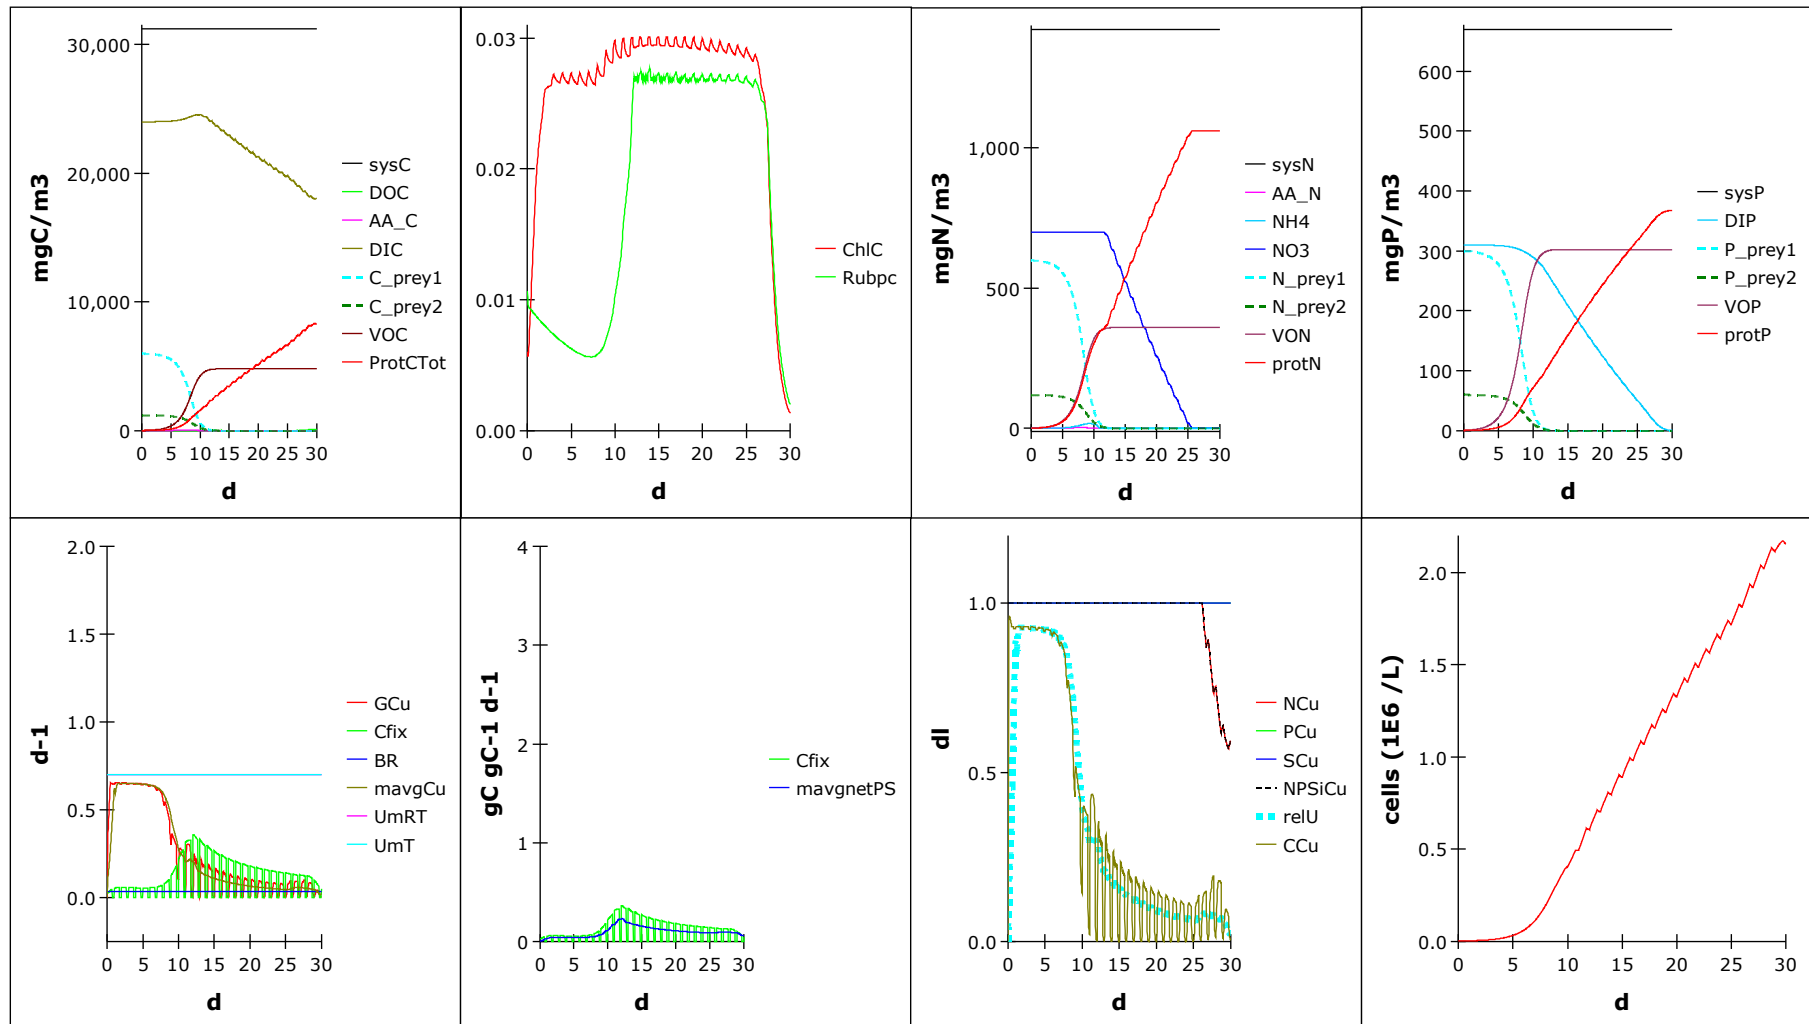 mgC/m3
30,000
20,000
10,000
0
0 5 10 15 20 25 30
d
sysC
DOC
AA_C
DIC
C_prey1
C_prey2
VOC
ProtCTot
0.03
0.02
0.01
0.00
0 5 10 15 20 25 30
d
ChlC
Rubpc
mgN/m3
1,000
500
0
0 5 10 15 20 25 30
d
sysN
AA_N
NH4
NO3
N_prey1
N_prey2
VON
protN
mgP/m3
600
500
400
300
200
100
0
0 5 10 15 20 25 30
d
sysP
DIP
P_prey1
P_prey2
VOP
protP
d-1
2.0
1.5
1.0
0.5
0.0
0 5 10 15 20 25 30
d
GCu
Cfix
BR
mavgCu
UmRT
UmT
gC gC-1 d-1
4
3
2
1
0
0 5 10 15 20 25 30
d
Cfix
mavgnetPS
dl
1.0
0.5
0.0
0 5 10 15 20 25 30
d
NCu
PCu
SCu
NPSiCu
relU
CCu
cells (1E6 /L)
2.0
1.5
1.0
0.5
0.0
0 5 10 15 20 25 30
d